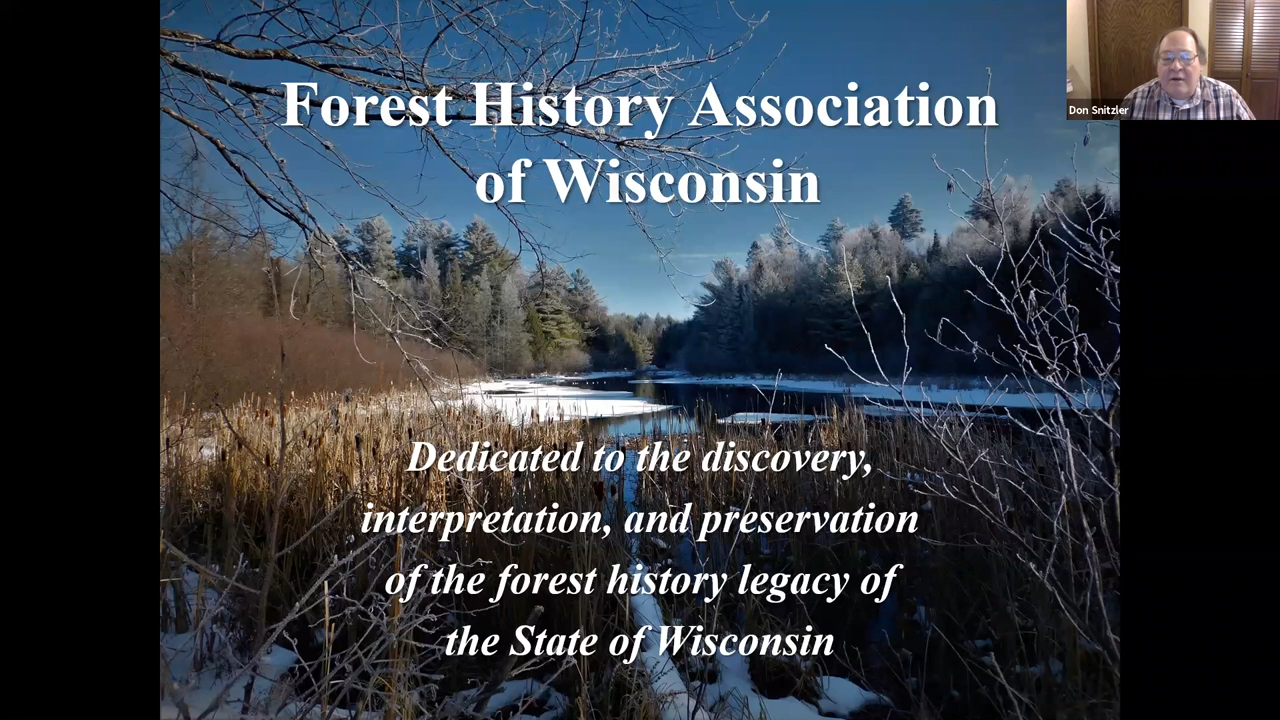 Forest History Association
of Wisconsin
Don Snitzler
Dedicated to the discovery,
interpretation, and preservation
of the forest history legacy of
the State of Wisconsin